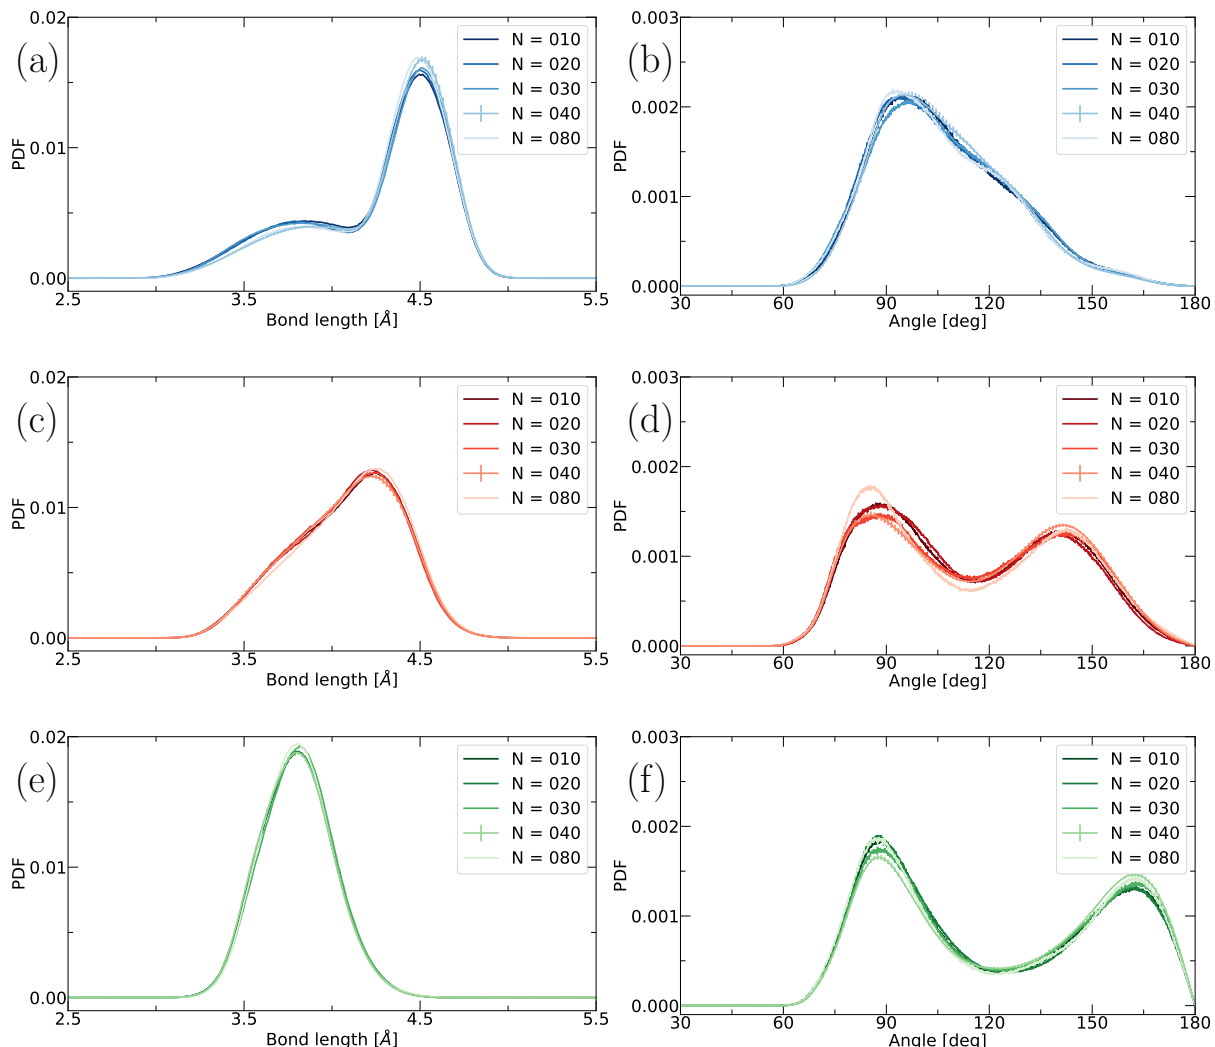 (a)
0.02
0.01
0.00
PDF
2.5
3.5
4.5
5.5
Bond length [Å]
N = 010
N = 020
N = 030
N = 040
N = 080
(b)
0.003
0.002
0.001
0.000
PDF
30
60
90
120
150
180
Angle [deg]
N = 010
N = 020
N = 030
N = 040
N = 080
(c)
0.02
0.01
0.00
PDF
2.5
3.5
4.5
5.5
Bond length [Å]
N = 010
N = 020
N = 030
N = 040
N = 080
(d)
0.003
0.002
0.001
0.000
PDF
30
60
90
120
150
180
Angle [deg]
N = 010
N = 020
N = 030
N = 040
N = 080
(e)
0.02
0.01
0.00
PDF
2.5
3.5
4.5
5.5
Bond length [Å]
N = 010
N = 020
N = 030
N = 040
N = 080
(f)
0.003
0.002
0.001
0.000
PDF
30
60
90
120
150
180
Angle [deg]
N = 010
N = 020
N = 030
N = 040
N = 080